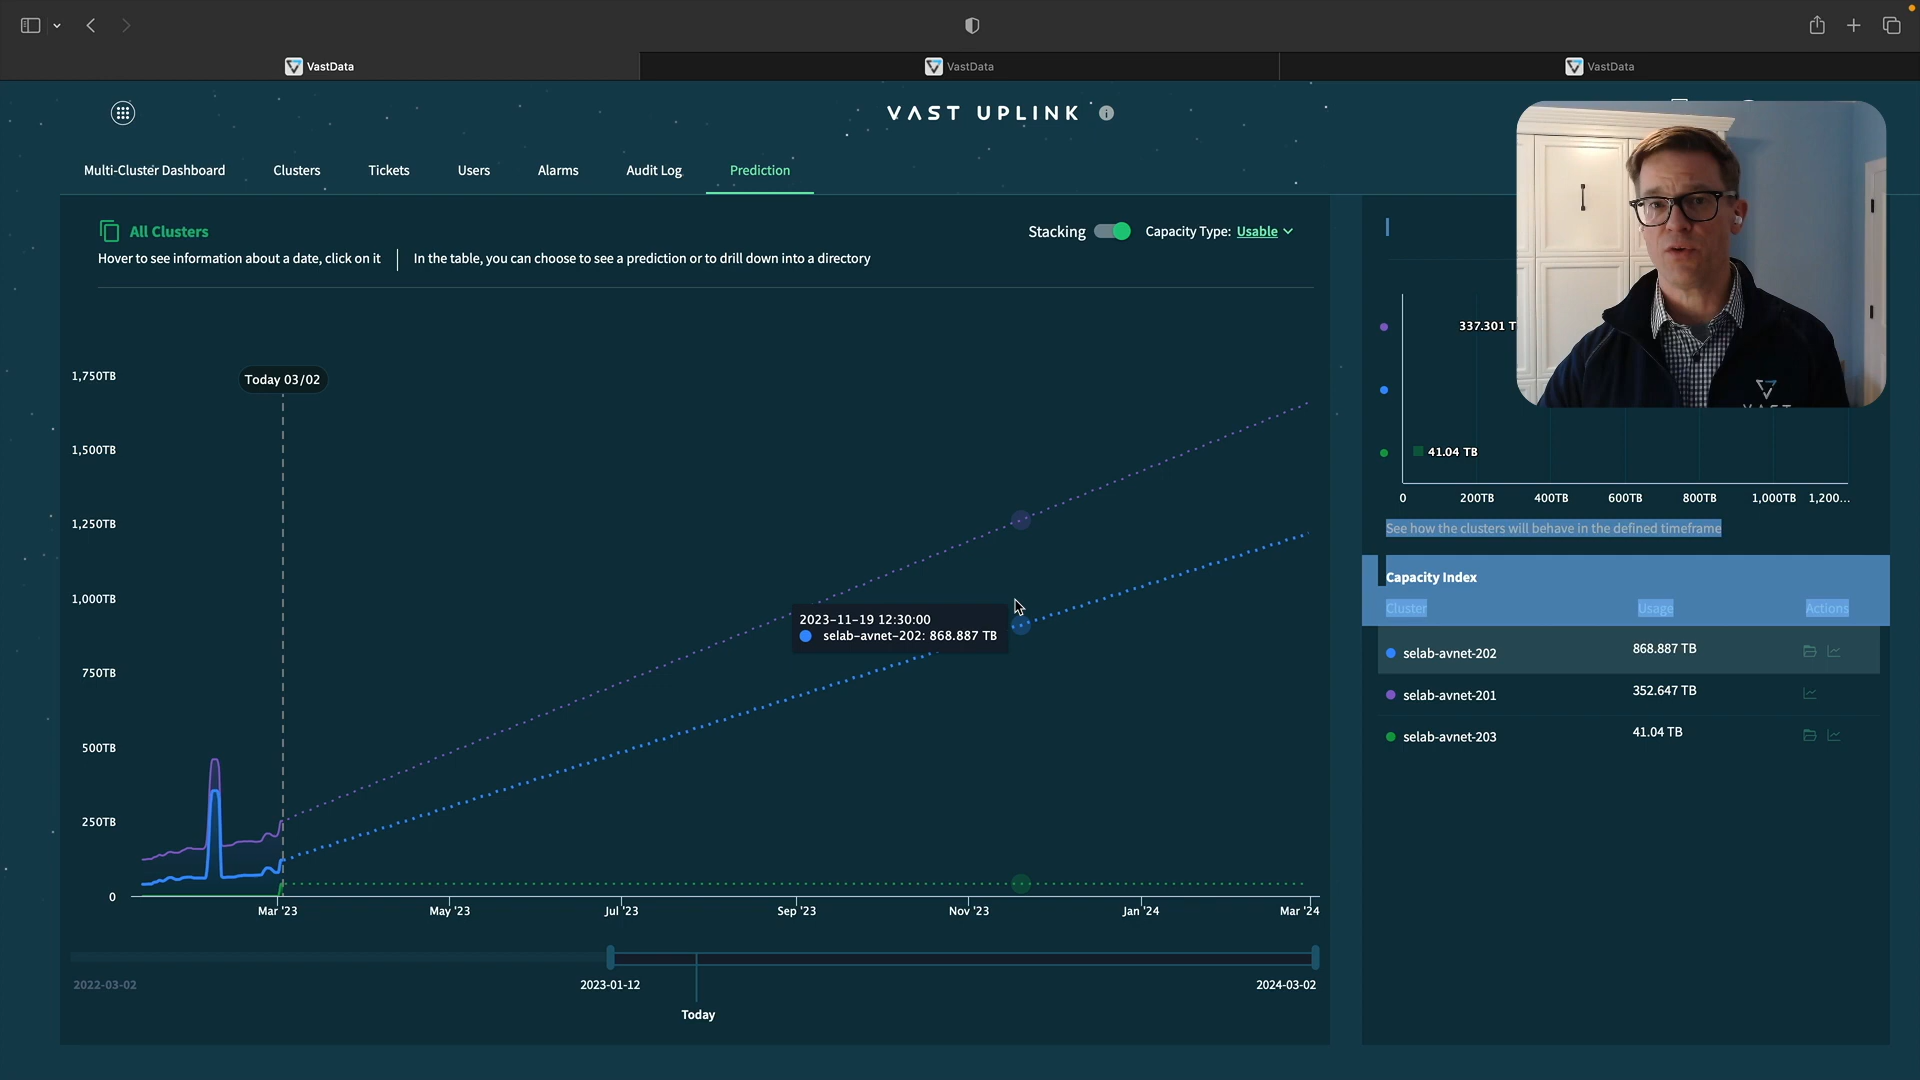 VastData
VastData
VastData
VAST UPLINK
Multi-Cluster Dashboard
Clusters
Tickets
Users
Alarms
Audit Log
Prediction
All Clusters
Stacking
Capacity Type: Usable
Hover to see information about a date, click on it
In the table, you can choose to see a prediction or to drill down into a directory
Today 03/02
1,750TB
1,500TB
1,250TB
1,000TB
750TB
500TB
250TB
0
2023-11-19 12:30:00
selab-avnet-202: 868.887 TB
Mar '23
May '23
Jul '23
Sep '23
Nov '23
Jan '24
Mar '24
2022-03-02
2023-01-12
2024-03-02
Today
337.301 T
41.04 TB
0
200TB
400TB
600TB
800TB
1,000TB
1,200...
See how the clusters will behave in the defined timeframe
Capacity Index
Cluster
Usage
Actions
selab-avnet-202
868.887 TB
selab-avnet-201
352.647 TB
selab-avnet-203
41.04 TB